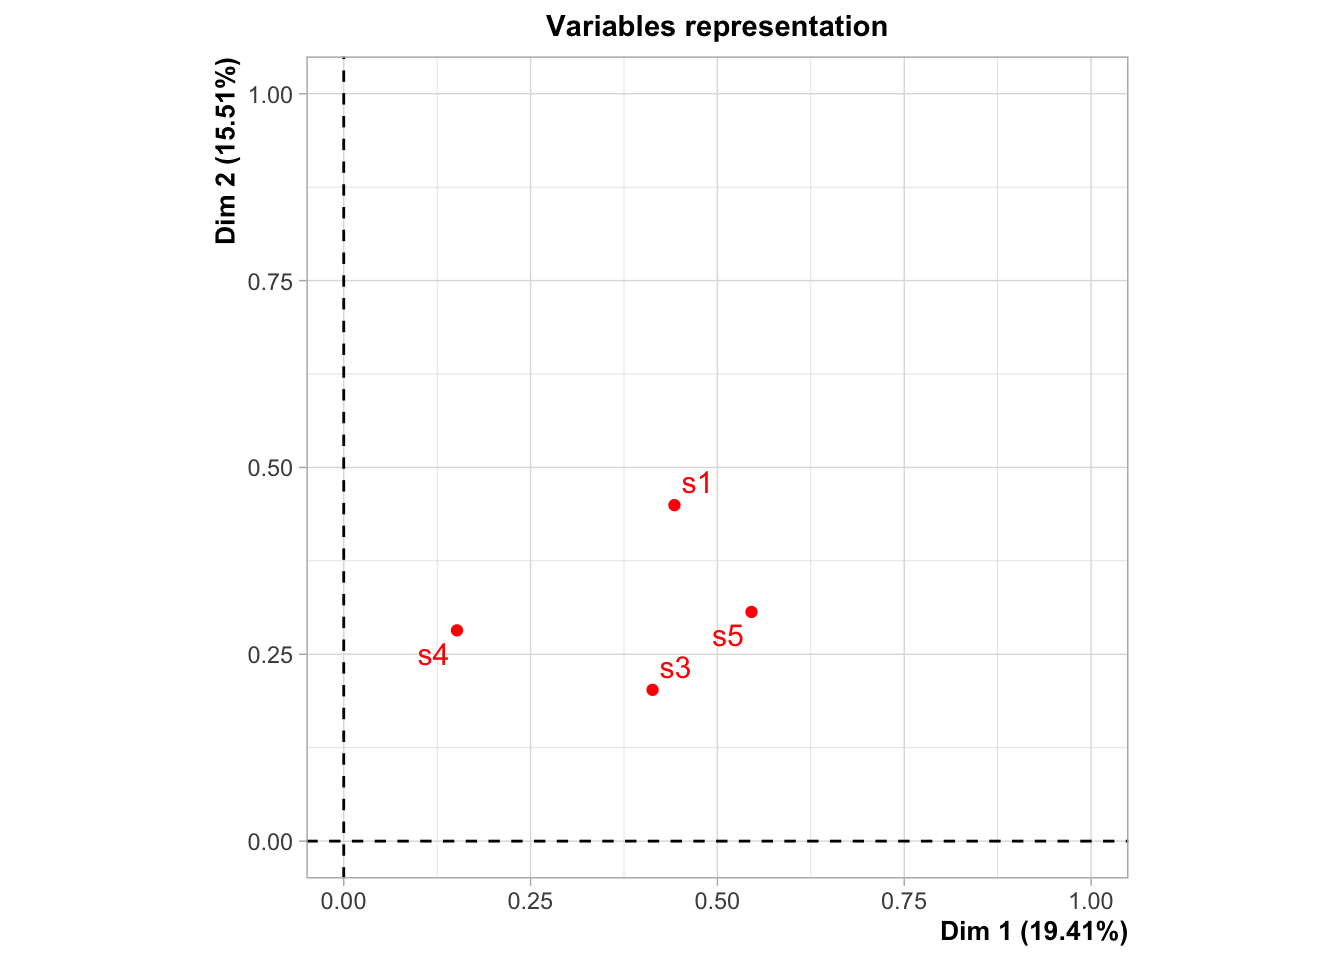 Variables representation
Dim 2 (15.51%)
1.00
0.75
0.50
0.25
0.00
s1
s5
s4
s3
0.00 0.25 0.50 0.75 1.00
Dim 1 (19.41%)